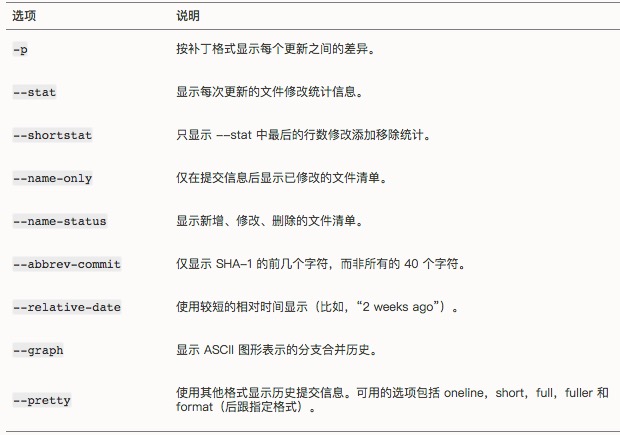 选项 说明
-p 按补丁格式显示每个更新之间的差异。
--stat 显示每次更新的文件修改统计信息。
--shortstat 只显示 --stat 中最后的行数修改添加移除统计。
--name-only 仅在提交信息后显示已修改的文件清单。
--name-status 显示新增、修改、删除的文件清单。
--abbrev-commit 仅显示 SHA-1 的前几个字符，而非所有的 40 个字符。
--relative-date 使用较短的相对时间显示（比如，“2 weeks ago”）。
--graph 显示 ASCII 图形表示的分支合并历史。
--pretty 使用其他格式显示历史提交信息。可用的选项包括 oneline，short，full，fuller 和
format（后跟指定格式）。